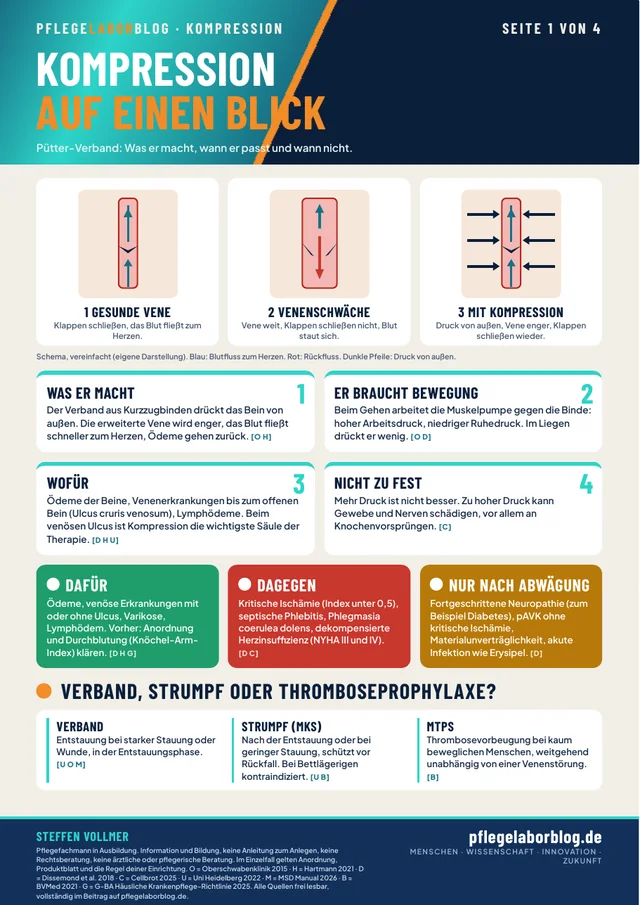 PFLEGELABORBLOG · KOMPRESSION
SEITE 1 VON 4
KOMPRESSION
AUF EINEN BLICK
Pütter-Verband: Was er macht, wann er passt und wann nicht.
1 GESUNDE VENE
Klappen schließen, das Blut fließt zum
Herzen.
2 VENENSCHWÄCHE
Vene weit, Klappen schließen nicht, Blut
staut sich.
3 MIT KOMPRESSION
Druck von außen, Vene enger, Klappen
schließen wieder.
Schema, vereinfacht (eigene Darstellung). Blau: Blutfluss zum Herzen. Rot: Rückfluss. Dunkle Pfeile: Druck von außen.
WAS ER MACHT
1
Der Verband aus Kurzzugbinden drückt das Bein von
außen. Die erweiterte Vene wird enger, das Blut fließt
schneller zum Herzen, Ödeme gehen zurück. [O H]
ER BRAUCHT BEWEGUNG
2
Beim Gehen arbeitet die Muskelpumpe gegen die Binde:
hoher Arbeitsdruck, niedriger Ruhedruck. Im Liegen
drückt er wenig. [O D]
WOFÜR
3
Ödeme der Beine, Venenerkrankungen bis zum offenen
Bein (Ulcus cruris venosum), Lymphödeme. Beim
venösen Ulcus ist Kompression die wichtigste Säule der
Therapie. [D H U]
NICHT ZU FEST
4
Mehr Druck ist nicht besser. Zu hoher Druck kann
Gewebe und Nerven schädigen, vor allem an
Knochenvorsprüngen. [C]
DAFÜR
Ödeme, venöse Erkrankungen mit
oder ohne Ulcus, Varikose,
Lymphödem. Vorher: Anordnung
und Durchblutung (Knöchel-Arm-
Index) klären. [D H G]
DAGEGEN
Kritische Ischämie (Index unter 0,5),
septische Phlebitis, Phlegmasia
coerulea dolens, dekompensierte
Herzinsuffizienz (NYHA III und IV).
[D C]
NUR NACH ABWÄGUNG
Fortgeschrittene Neuropathie (zum
Beispiel Diabetes), pAVK ohne
kritische Ischämie,
Materialunverträglichkeit, akute
Infektion wie Erysipel. [D]
VERBAND, STRUMPF ODER THROMBOSEPROPHYLAXE?
VERBAND
Entstauung bei starker Stauung oder
Wunde, in der Entstauungsphase.
[U O M]
STRUMPF (MKS)
Nach der Entstauung oder bei
geringer Stauung, schützt vor
Rückfall. Bei Bettlägerigen
kontraindiziert. [U B]
MTPS
Thrombosevorbeugung bei kaum
beweglichen Menschen, weitgehend
unabhängig von einer Venenstörung.
[B]
STEFFEN VOLLMER
Pflegefachmann in Ausbildung. Information und Bildung, keine Anleitung zum Anlegen, keine
Rechtsberatung, keine ärztliche oder pflegerische Beratung. Im Einzelfall gelten Anordnung,
Produktblatt und die Regel deiner Einrichtung. O = Oberschwabenklinik 2015 · H = Hartmann 2021 · D
= Dissemond et al. 2018 · C = Cellbrot 2025 · U = Uni Heidelberg 2022 · M = MSD Manual 2026 · B =
BVMed 2021 · G = G-BA Häusliche Krankenpflege-Richtlinie 2025. Alle Quellen frei lesbar,
vollständig im Beitrag auf pflegelaborblog.de.
pflegelaborblog.de
MENSCHEN · WISSENSCHAFT · INNOVATION ·
ZUKUNFT